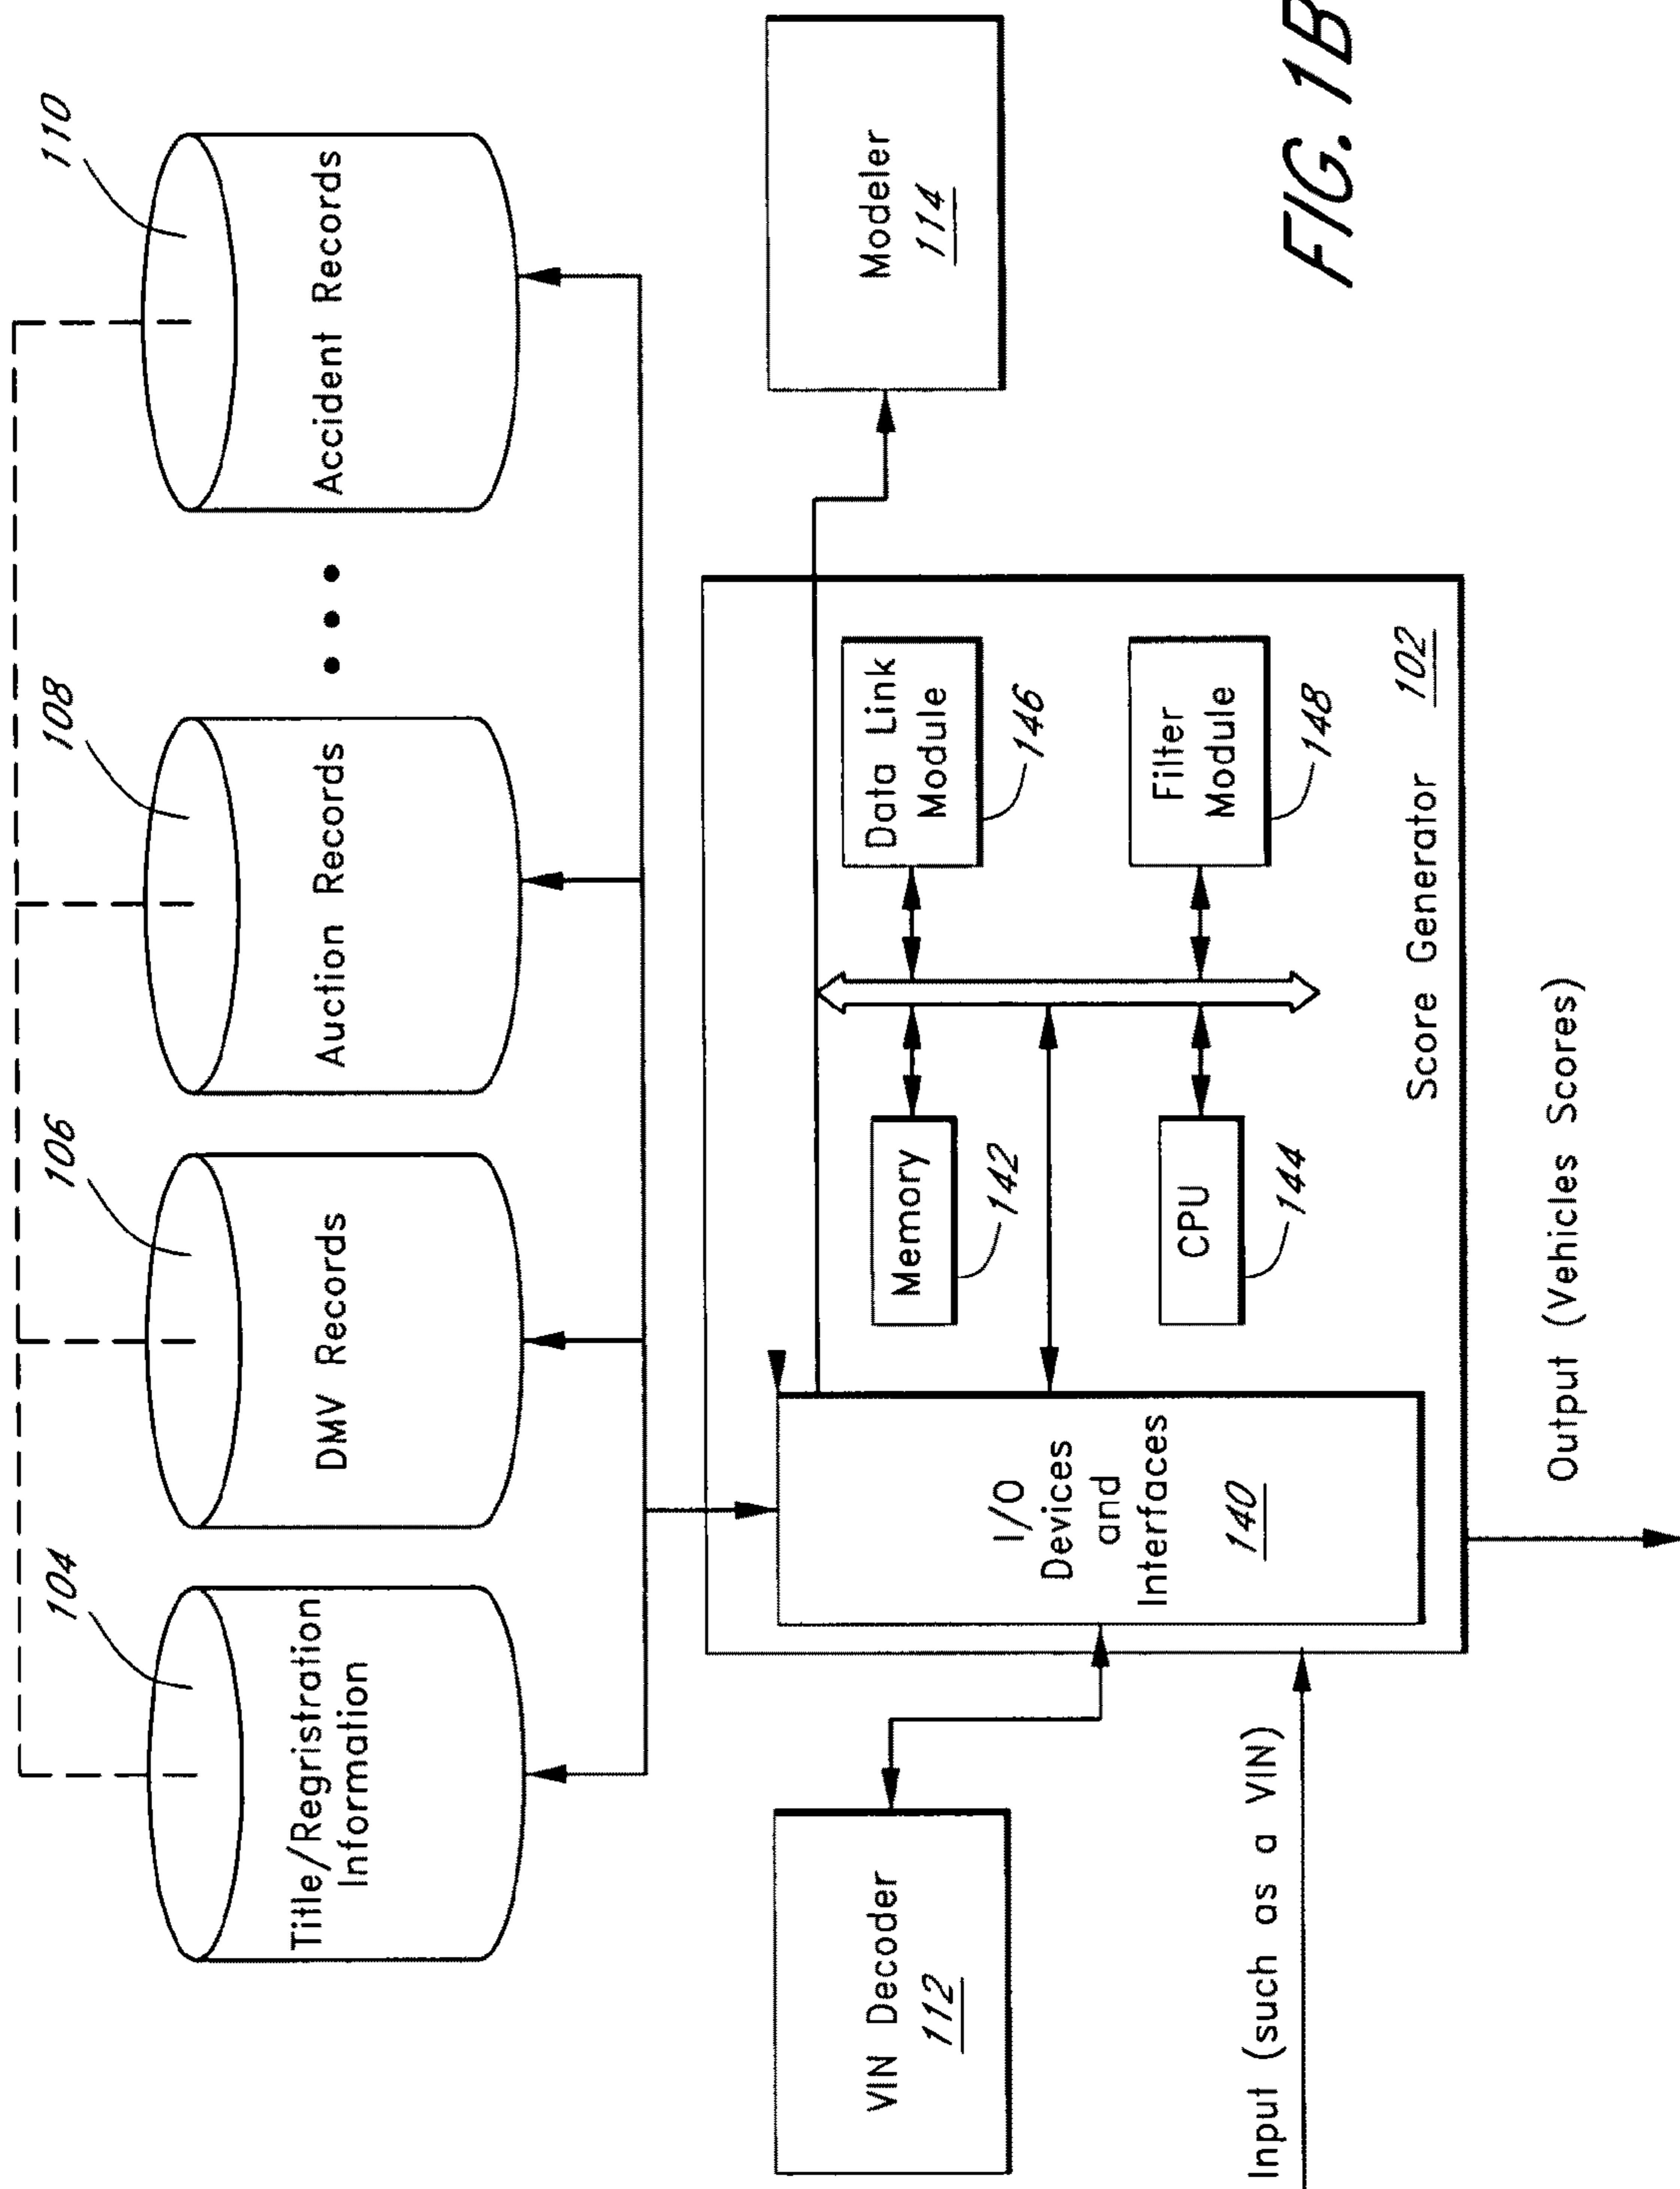 104
106
108
110
Title/Regristration
Information
DMV Records
Auction Records
Accident Records
VIN Decoder
112
I/O
Devices
and
Interfaces
140
Memory
142
CPU
144
Data Link
Module
146
Filter
Module
148
Score Generator 102
Modeler
114
Input (such as a VIN)
Output (Vehicles Scores)
FIG. 1B